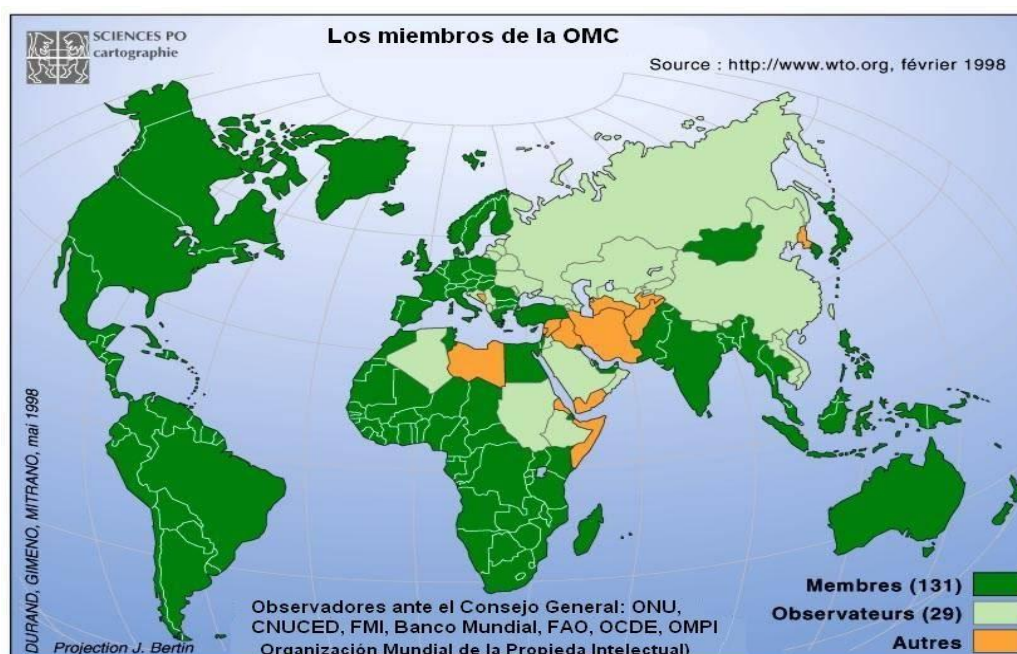 SCIENCES PO
cartographie
Los miembros de la OMC
Source : http://www.wto.org, février 1998
DURAND, GIMENO, MITRANO, mai 1998
Membres (131)
Observateurs (29)
Autres
Observadores ante el Consejo General: ONU,
CNUCED, FMI, Banco Mundial, FAO, OCDE, OMPI
Organización Mundial de la Propieda Intelectual)
Projection J. Bertin